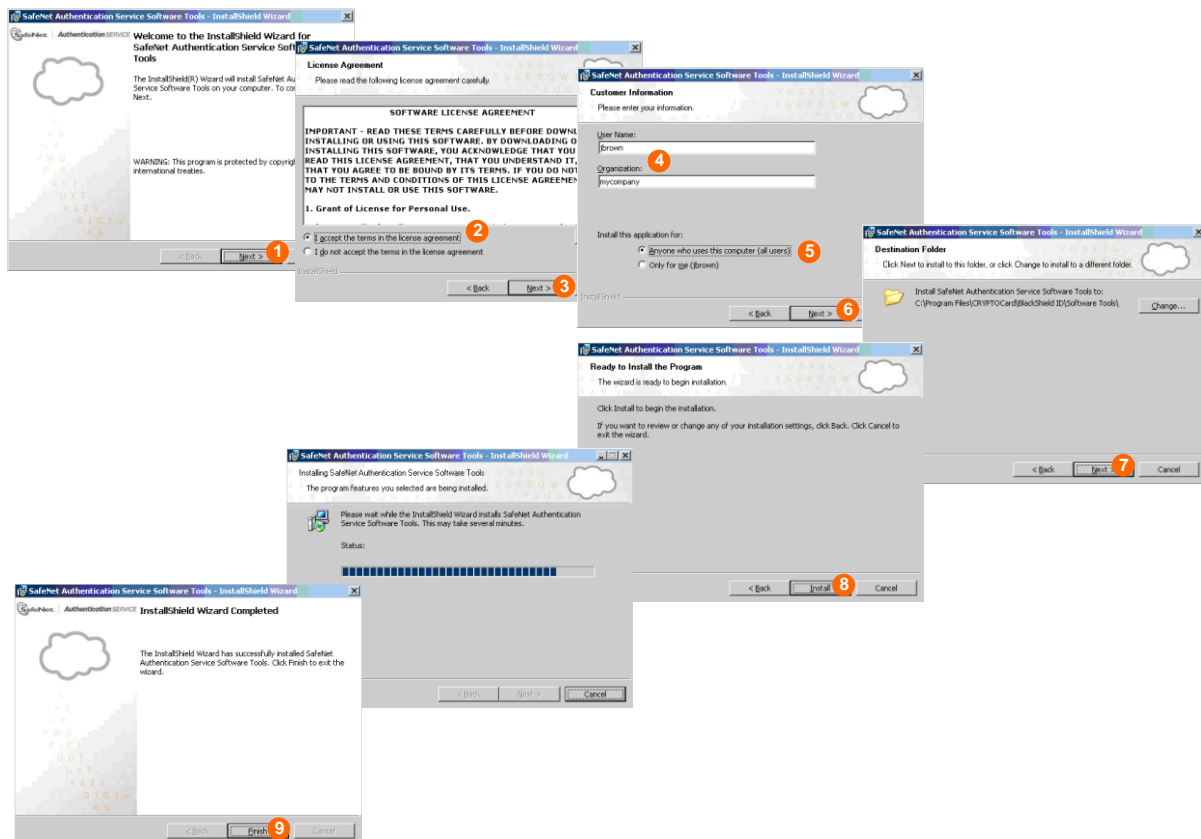 SafeNet Authentication Service Software Tools - InstallShield Wizard
SafeNet. Authentication SERVICE
Welcome to the InstallShield Wizard for
SafeNet Authentication Service Soft
Tools
The InstallShield(R) Wizard will install SafeNet Au
Service Software Tools on your computer. To co
Next.
WARNING: This program is protected by copyrigh
international treaties.
< Back
Next >
1
SafeNet Authentication Service Software Tools - InstallShield Wizard
License Agreement
Please read the following license agreement carefully.
SOFTWARE LICENSE AGREEMENT
IMPORTANT - READ THESE TERMS CAREFULLY BEFORE DOWNL
INSTALLING OR USING THIS SOFTWARE. BY DOWNLOADING O
INSTALLING THIS SOFTWARE, YOU ACKNOWLEDGE THAT YOU
READ THIS LICENSE AGREEMENT, THAT YOU UNDERSTAND IT,
THAT YOU AGREE TO BE BOUND BY ITS TERMS. IF YOU DO NOT
TO THE TERMS AND CONDITIONS OF THIS LICENSE AGREEMEN
MAY NOT INSTALL OR USE THIS SOFTWARE.
1. Grant of License for Personal Use.
I accept the terms in the license agreement
2
I do not accept the terms in the license agreement
InstallShield
< Back
Next >
3
SafeNet Authentication Service Software Tools - InstallShield Wizard
Customer Information
Please enter your information.
User Name:
jbrown
4
Organization:
mycompany
Install this application for:
Anyone who uses this computer (all users)
5
Only for me (jbrown)
InstallShield
< Back
Next >
6
SafeNet Authentication Service Software Tools - InstallShield Wizard
Destination Folder
Click Next to install to this folder, or click Change to install to a different folder.
Install SafeNet Authentication Service Software Tools to:
C:\Program Files\CRYPTOCard\BlackShield ID\Software Tools\
Change...
< Back
Next >
7
Cancel
SafeNet Authentication Service Software Tools - InstallShield Wizard
Ready to Install the Program
The wizard is ready to begin installation.
Click Install to begin the installation.
If you want to review or change any of your installation settings, click Back. Click Cancel to
exit the wizard.
< Back
Install
8
Cancel
SafeNet Authentication Service Software Tools - InstallShield Wizard
Installing SafeNet Authentication Service Software Tools
The program features you selected are being installed.
Please wait while the InstallShield Wizard installs SafeNet Authentication
Service Software Tools. This may take several minutes.
Status:
< Back
Next >
Cancel
SafeNet Authentication Service Software Tools - InstallShield Wizard
SafeNet. Authentication SERVICE
InstallShield Wizard Completed
The InstallShield Wizard has successfully installed SafeNet
Authentication Service Software Tools. Click Finish to exit the
wizard.
< Back
Finish
9
Cancel